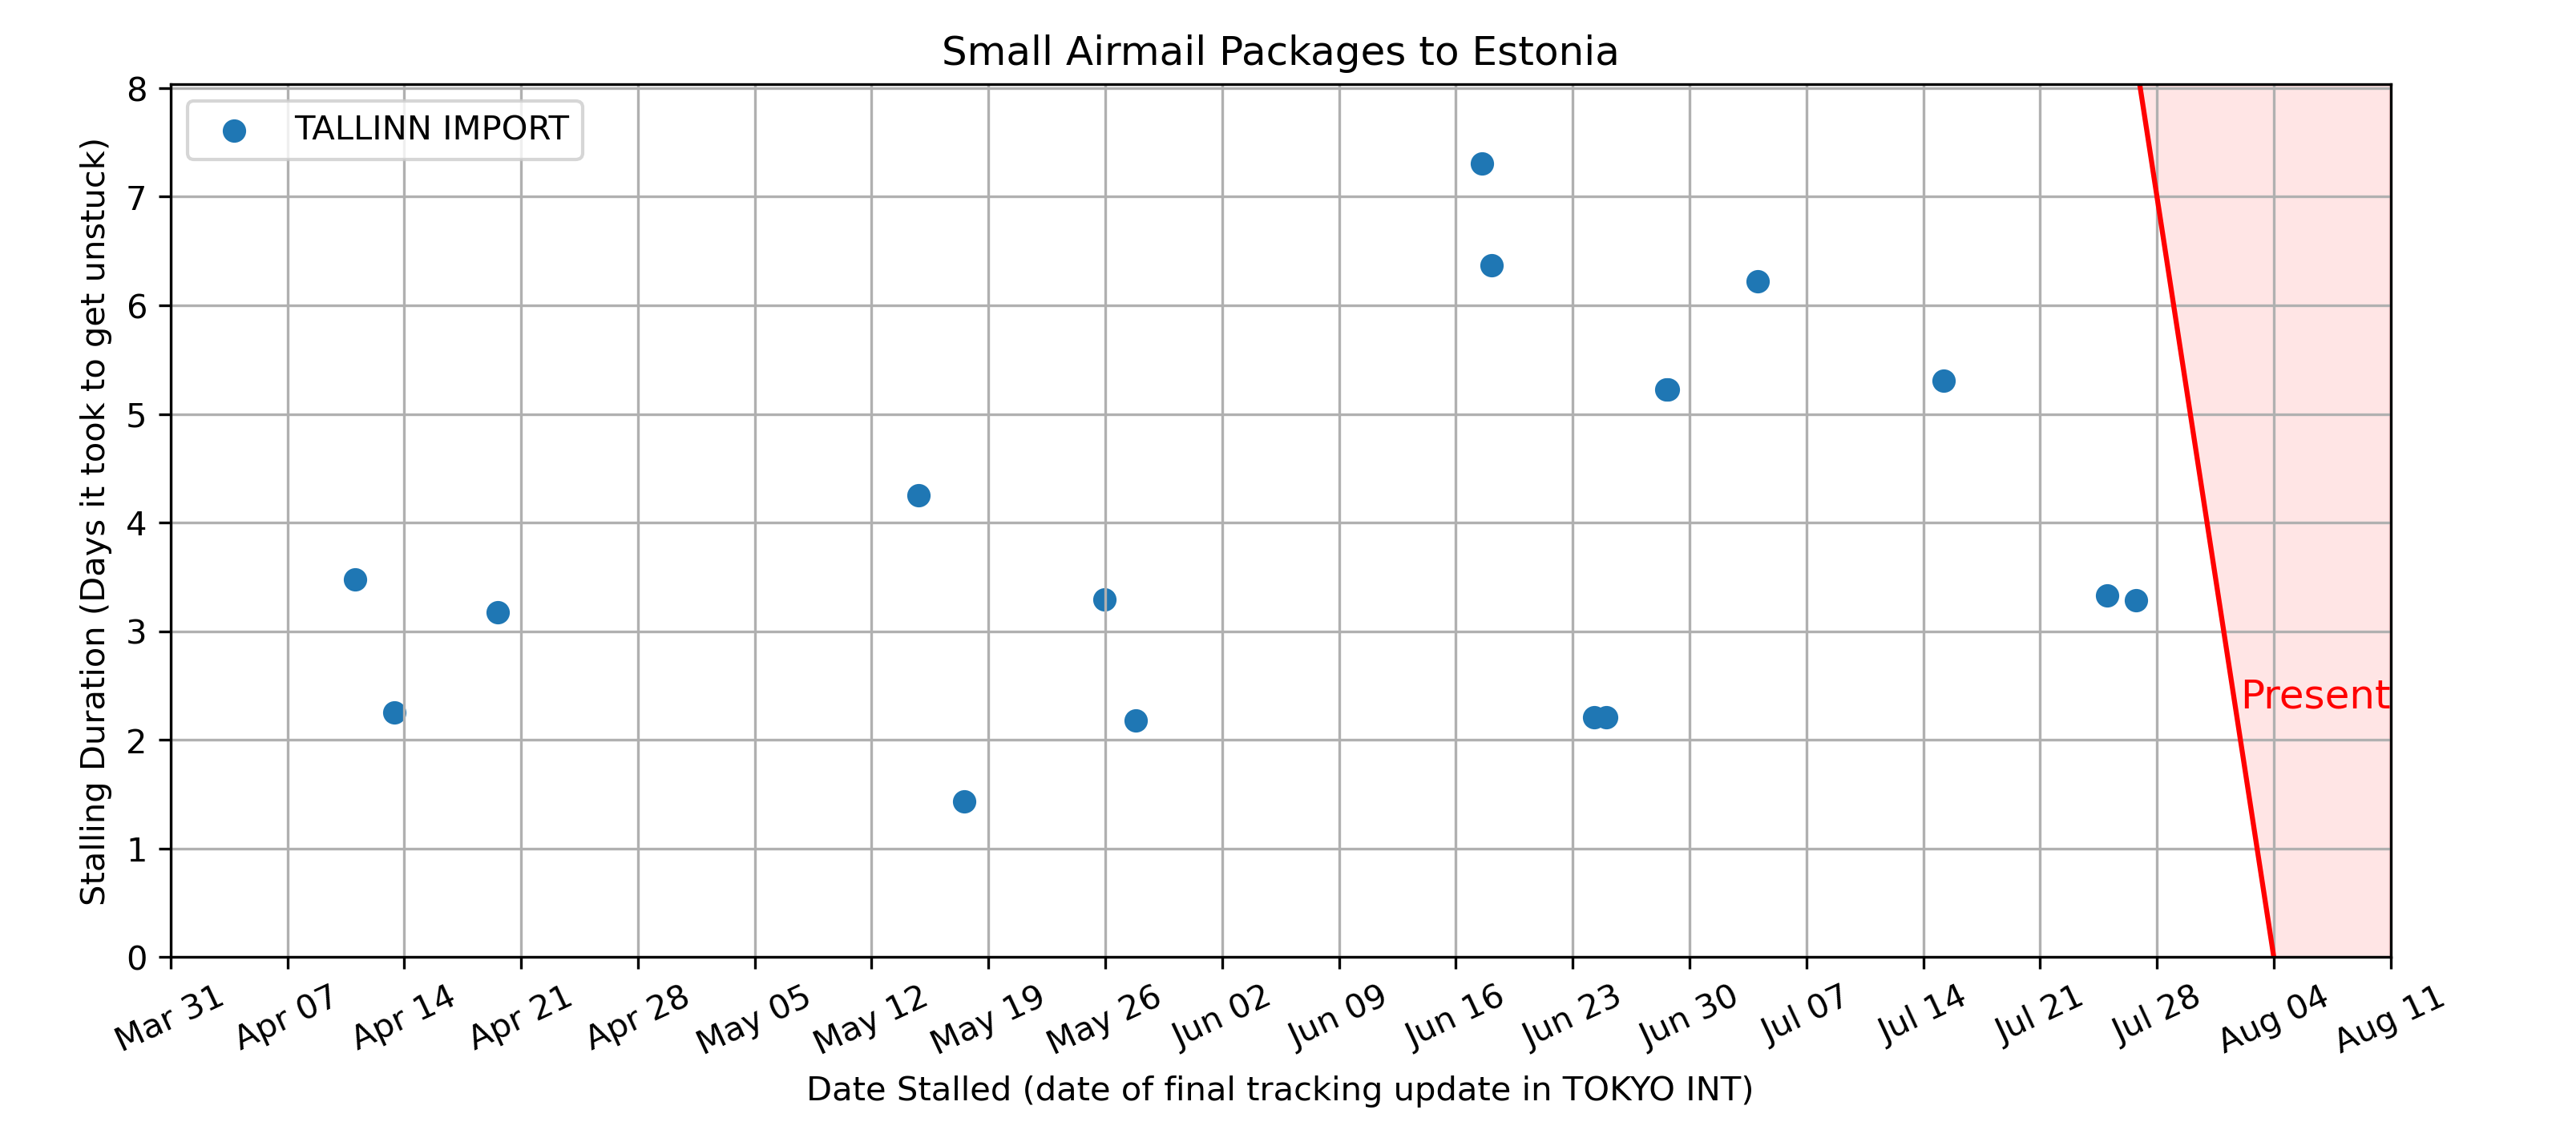 Small Airmail Packages to Estonia
TALLINN IMPORT
Stalling Duration (Days it took to get unstuck)
8
7
6
5
4
3
2
1
0
Present
Mar 31
Apr 07
Apr 14
Apr 21
Apr 28
May 05
May 12
May 19
May 26
Jun 02
Jun 09
Jun 16
Jun 23
Jun 30
Jul 07
Jul 14
Jul 21
Jul 28
Aug 04
Aug 11
Date Stalled (date of final tracking update in TOKYO INT)